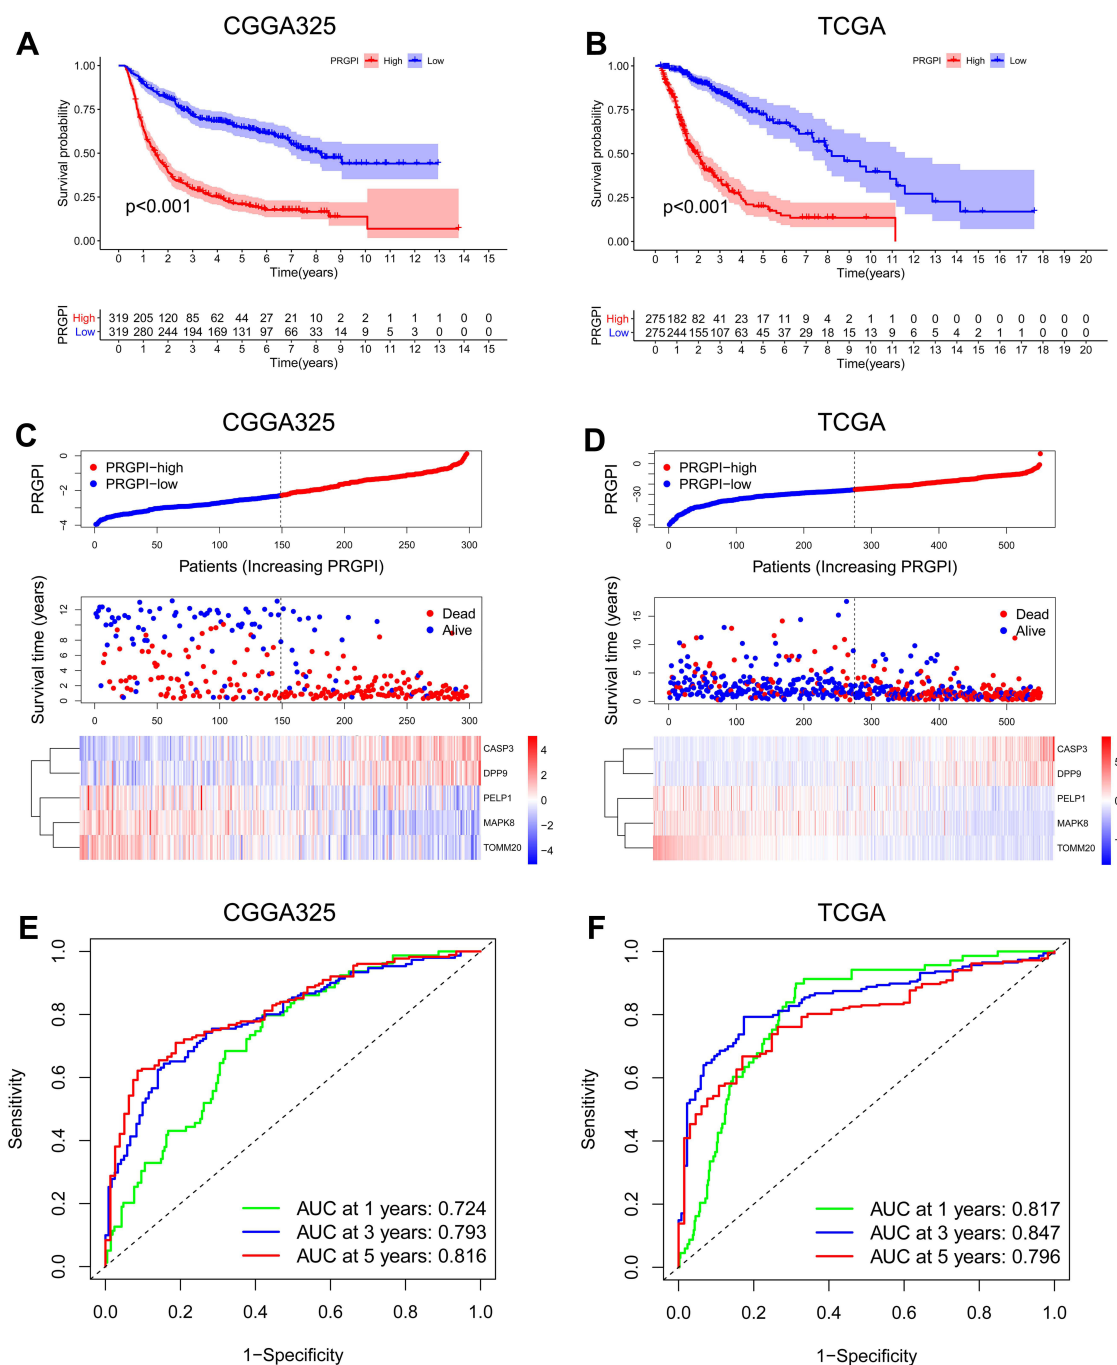 CGGA325
TCGA
A
B
PRGPI High Low
PRGPI High Low
Survival probability
1.00
0.75
0.50
0.25
0.00
p<0.001
0 1 2 3 4 5 6 7 8 9 10 11 12 13 14 15
Time(years)
Survival probability
1.00
0.75
0.50
0.25
0.00
p<0.001
0 1 2 3 4 5 6 7 8 9 10 11 12 13 14 15 16 17 18 19 20
Time(years)
PRGPI
High 319 205 120 85 62 44 27 21 10 2 2 1 1 1 0 0
Low 319 280 244 194 169 131 97 66 33 14 9 5 3 0 0 0
0 1 2 3 4 5 6 7 8 9 10 11 12 13 14 15
Time(years)
PRGPI
High 275 182 82 41 23 17 11 9 4 2 1 1 0 0 0 0 0 0 0 0 0
Low 275 244 155 107 63 45 37 29 18 15 13 9 6 5 4 2 1 1 0 0 0
0 1 2 3 4 5 6 7 8 9 10 11 12 13 14 15 16 17 18 19 20
Time(years)
C
CGGA325
D
TCGA
PRGPI
0
−2
−4
PRGPI−high
PRGPI−low
0 50 100 150 200 250 300
Patients (Increasing PRGPI)
PRGPI
0
−30
−60
PRGPI−high
PRGPI−low
0 100 200 300 400 500
Patients (Increasing PRGPI)
Survival time (years)
12
10
8
6
4
2
0
Dead
Alive
0 50 100 150 200 250 300
Survival time (years)
15
10
5
0
Dead
Alive
0 100 200 300 400 500
CASP3
DPP9
PELP1
MAPK8
TOMM20
4
2
0
−2
−4
CASP3
DPP9
PELP1
MAPK8
TOMM20
5
0
E
CGGA325
F
TCGA
Sensitivity
1.0
0.8
0.6
0.4
0.2
0.0
AUC at 1 years: 0.724
AUC at 3 years: 0.793
AUC at 5 years: 0.816
0.0 0.2 0.4 0.6 0.8 1.0
1−Specificity
Sensitivity
1.0
0.8
0.6
0.4
0.2
0.0
AUC at 1 years: 0.817
AUC at 3 years: 0.847
AUC at 5 years: 0.796
0.0 0.2 0.4 0.6 0.8 1.0
1−Specificity